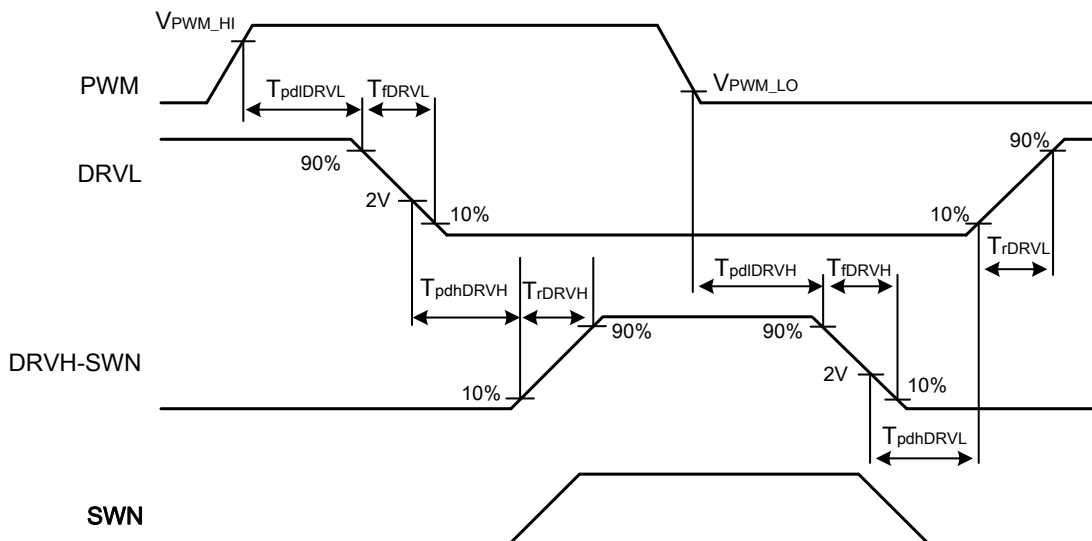 VPWM_HI
PWM
TpdlDRVL
TfDRVL
VPWM_LO
DRVL
90%
2V
10%
90%
10%
TrDRVL
TpdhDRVH
TrDRVH
TpdlDRVH
TfDRVH
DRVH-SWN
10%
90%
90%
2V
10%
TpdhDRVL
SWN